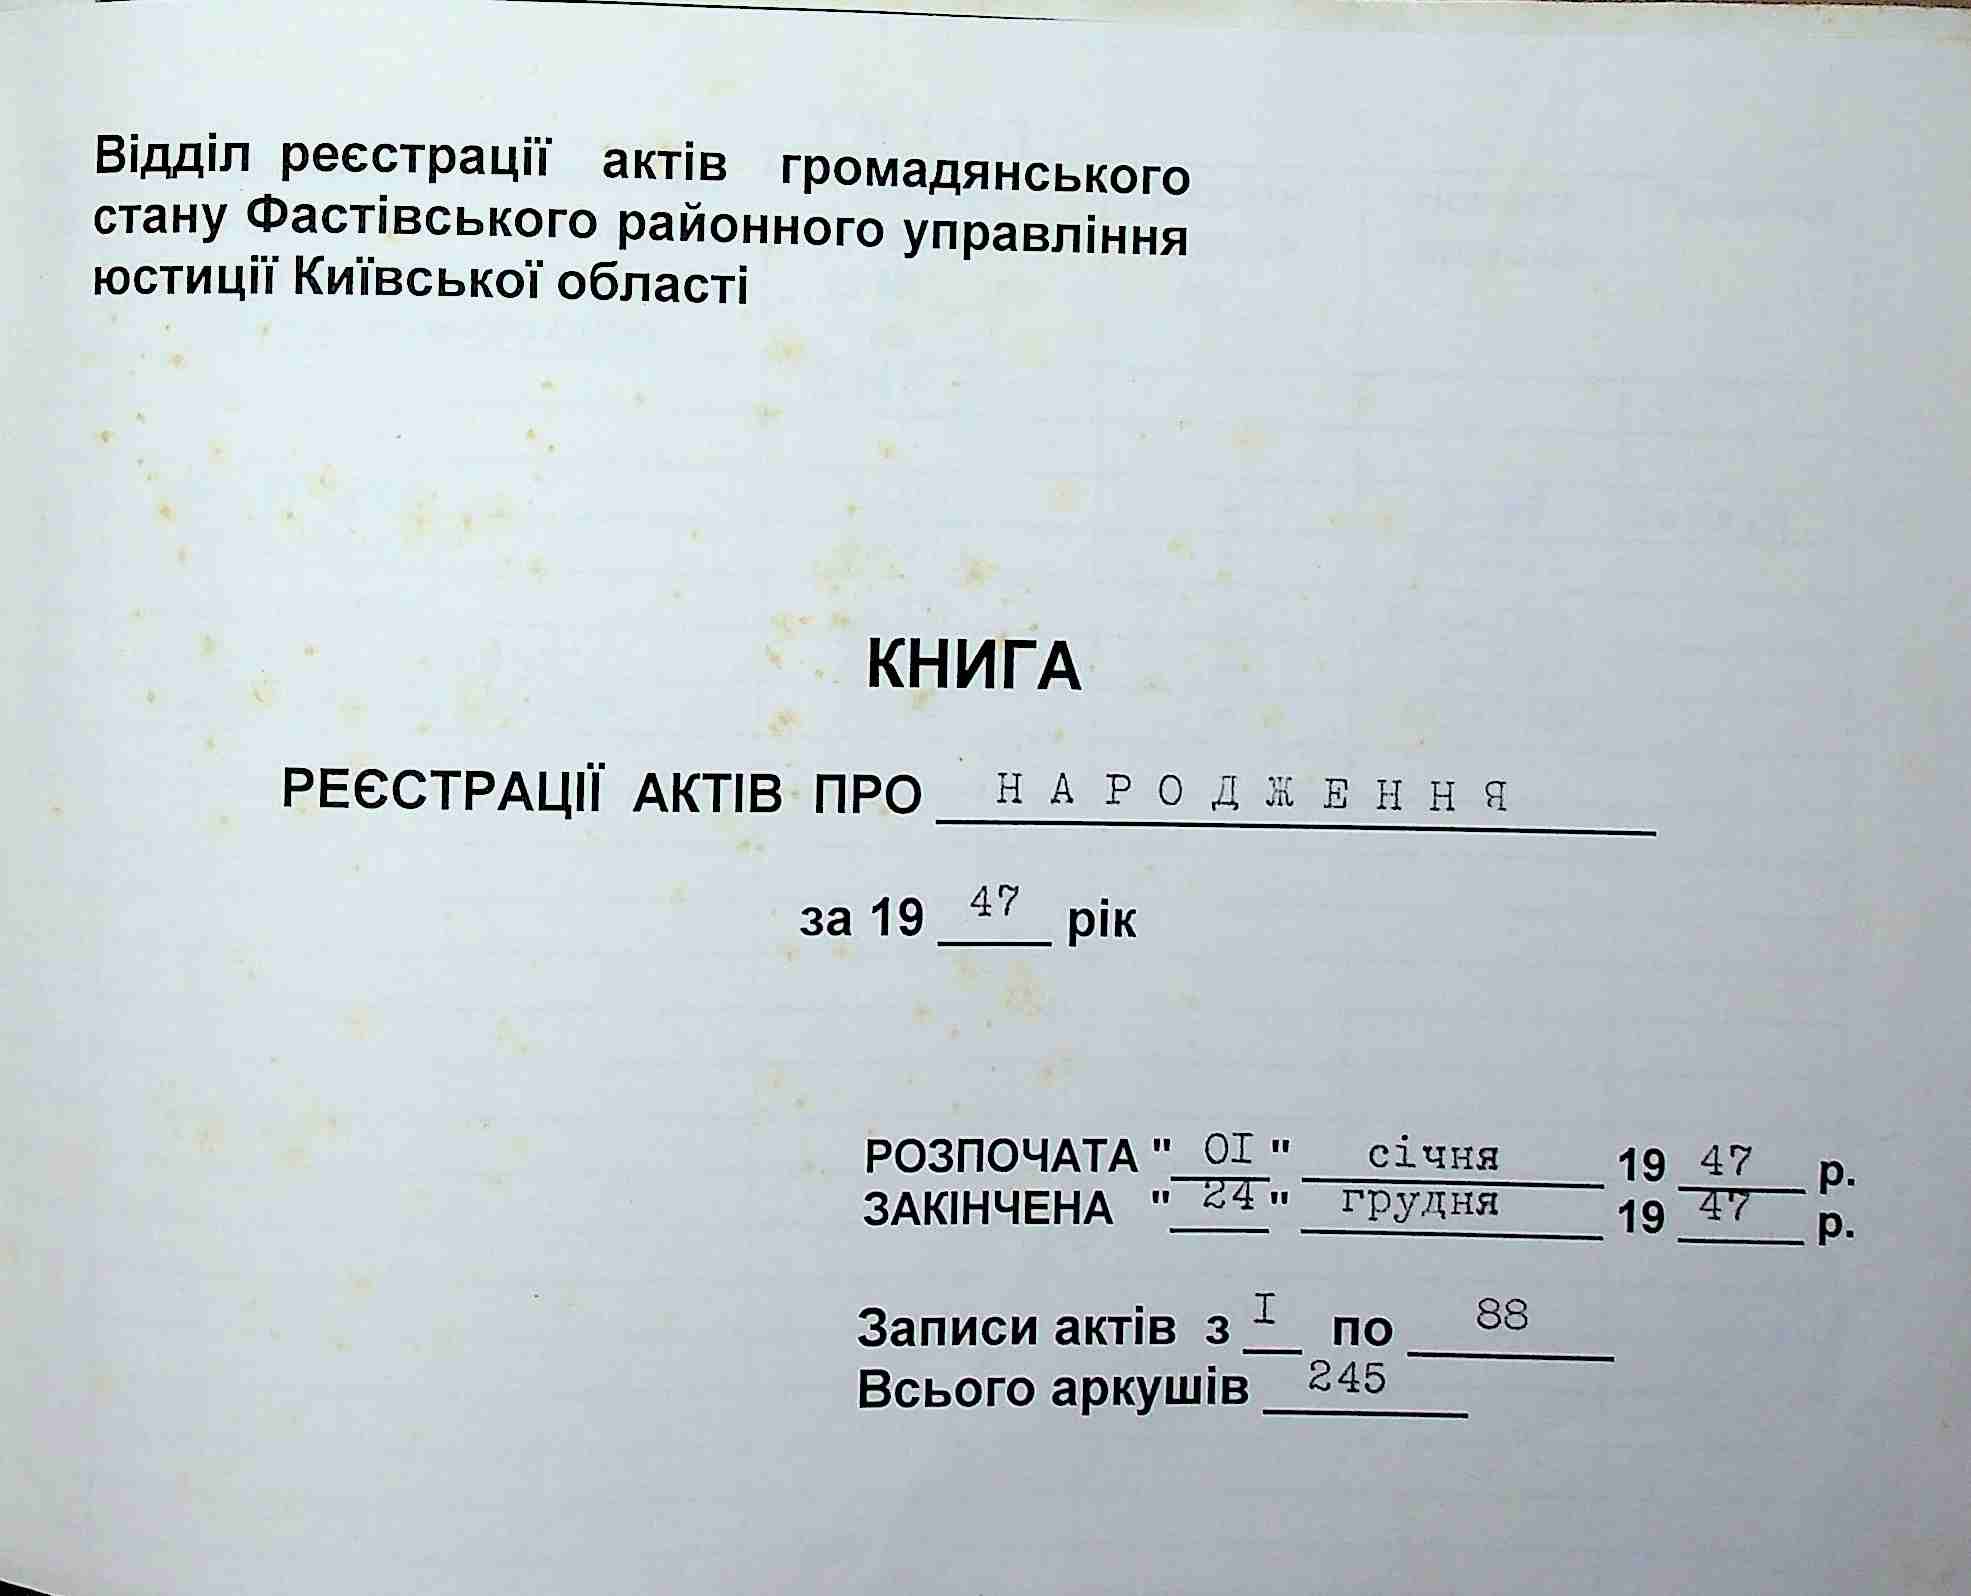 Відділ реєстрації актів громадянського
стану Фастівського районного управління
юстиції Київської області
КНИГА
РЕЄСТРАЦІЇ АКТІВ ПРО НАРОДЖЕННЯ
за 19 47 рік
РОЗПОЧАТА " 0I " січня 19 47 р.
ЗАКІНЧЕНА " 24 " грудня 19 47 р.
Записи актів з I по 88
Всього аркушів 245